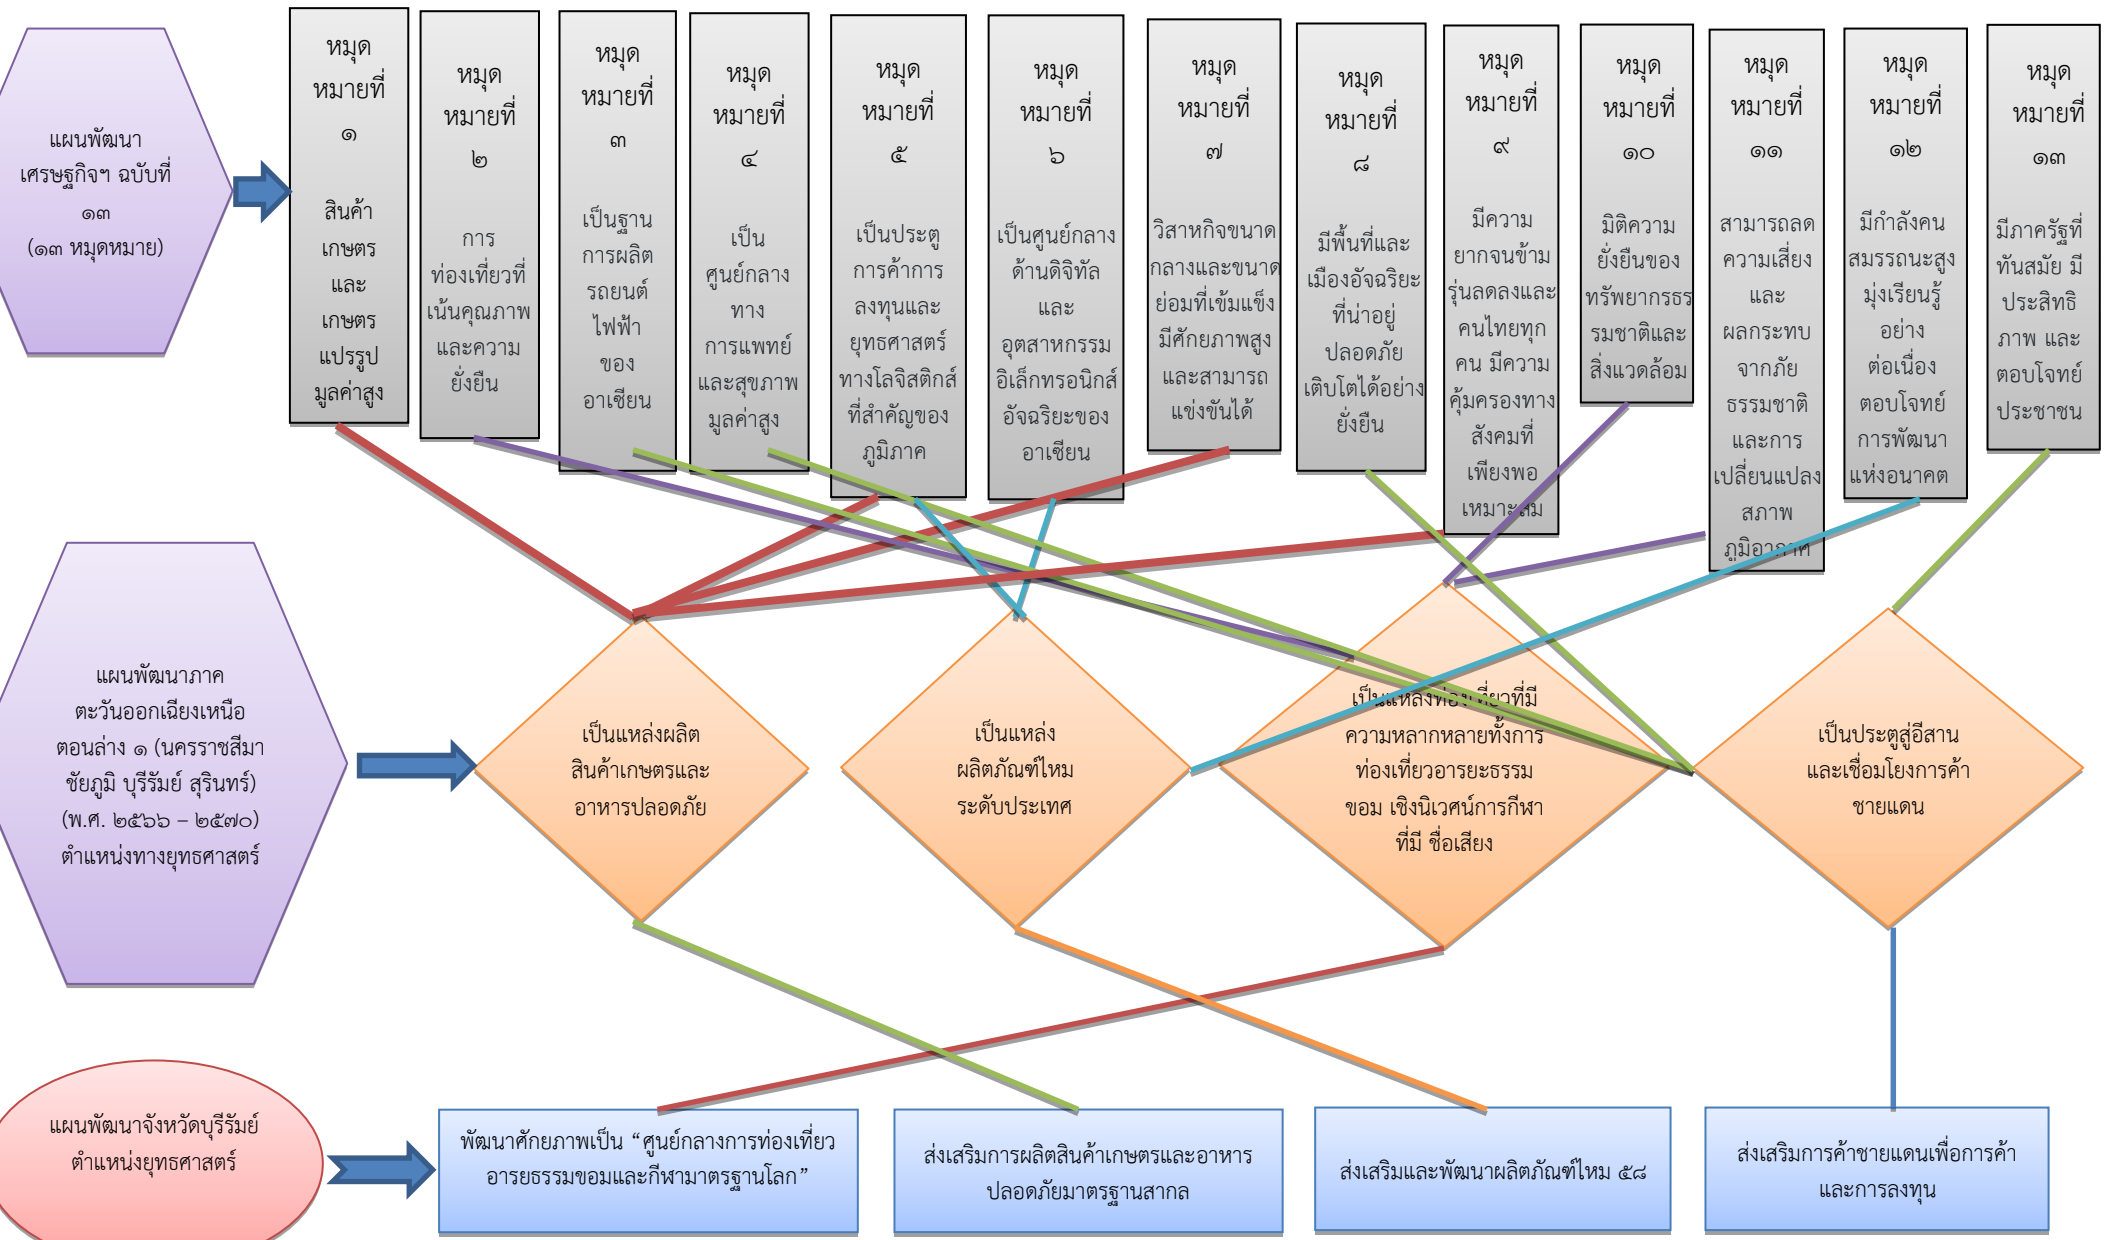 แผนพัฒนา
เศรษฐกิจฯ ฉบับที่
๑๓
(๑๓ หมุดหมาย)
หมุด
หมายที่
๑
สินค้า
เกษตร
และ
เกษตร
แปรรูป
มูลค่าสูง
หมุด
หมายที่
๒
การ
ท่องเที่ยวที่
เน้นคุณภาพ
และความ
ยั่งยืน
หมุด
หมายที่
๓
เป็นฐาน
การผลิต
รถยนต์
ไฟฟ้า
ของ
อาเซียน
หมุด
หมายที่
๔
เป็น
ศูนย์กลาง
ทาง
การแพทย์
และสุขภาพ
มูลค่าสูง
หมุด
หมายที่
๕
เป็นประตู
การค้าการ
ลงทุนและ
ยุทธศาสตร์
ทางโลจิสติกส์
ที่สำคัญของ
ภูมิภาค
หมุด
หมายที่
๖
เป็นศูนย์กลาง
ด้านดิจิทัล
และ
อุตสาหกรรม
อิเล็กทรอนิกส์
อัจฉริยะของ
อาเซียน
หมุด
หมายที่
๗
วิสาหกิจขนาด
กลางและขนาด
ย่อมที่เข้มแข็ง
มีศักยภาพสูง
และสามารถ
แข่งขันได้
หมุด
หมายที่
๘
มีพื้นที่และ
เมืองอัจฉริยะ
ที่น่าอยู่
ปลอดภัย
เติบโตได้อย่าง
ยั่งยืน
หมุด
หมายที่
๙
มีความ
ยากจนข้าม
รุ่นลดลงและ
คนไทยทุก
คน มีความ
คุ้มครองทาง
สังคมที่
เพียงพอ
เหมาะสม
หมุด
หมายที่
๑๐
มิติความ
ยั่งยืนของ
ทรัพยากรธร
รมชาติและ
สิ่งแวดล้อม
หมุด
หมายที่
๑๑
สามารถลด
ความเสี่ยง
และ
ผลกระทบ
จากภัย
ธรรมชาติ
และการ
เปลี่ยนแปลง
สภาพ
ภูมิอากาศ
หมุด
หมายที่
๑๒
มีกำลังคน
สมรรถนะสูง
มุ่งเรียนรู้
อย่าง
ต่อเนื่อง
ตอบโจทย์
การพัฒนา
แห่งอนาคต
หมุด
หมายที่
๑๓
มีภาครัฐที่
ทันสมัย มี
ประสิทธิ
ภาพ และ
ตอบโจทย์
ประชาชน
แผนพัฒนาภาค
ตะวันออกเฉียงเหนือ
ตอนล่าง ๑ (นครราชสีมา
ชัยภูมิ บุรีรัมย์ สุรินทร์)
(พ.ศ. ๒๕๖๖ – ๒๕๗๐)
ตำแหน่งทางยุทธศาสตร์
เป็นแหล่งผลิต
สินค้าเกษตรและ
อาหารปลอดภัย
เป็นแหล่ง
ผลิตภัณฑ์ไหม
ระดับประเทศ
เป็นแหล่งท่องเที่ยวที่มี
ความหลากหลายทั้งการ
ท่องเที่ยวอารยะธรรม
ขอม เชิงนิเวศน์การกีฬา
ที่มี ชื่อเสียง
เป็นประตูสู่อีสาน
และเชื่อมโยงการค้า
ชายแดน
แผนพัฒนาจังหวัดบุรีรัมย์
ตำแหน่งยุทธศาสตร์
พัฒนาศักยภาพเป็น “ศูนย์กลางการท่องเที่ยว
อารยธรรมขอมและกีฬามาตรฐานโลก”
ส่งเสริมการผลิตสินค้าเกษตรและอาหาร
ปลอดภัยมาตรฐานสากล
ส่งเสริมและพัฒนาผลิตภัณฑ์ไหม ๕๘
ส่งเสริมการค้าชายแดนเพื่อการค้า
และการลงทุน